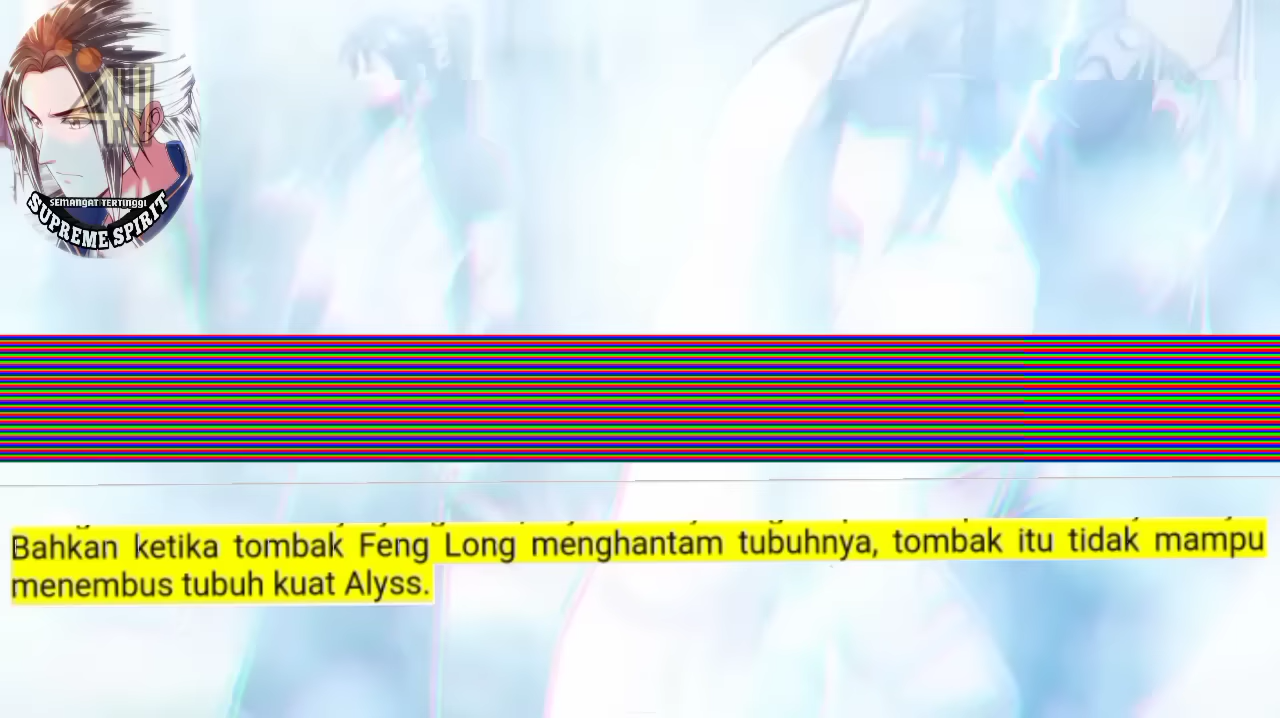 SEMANGAT TERTINGGI
SUPREME SPIRIT
Bahkan ketika tombak Feng Long menghantam tubuhnya, tombak itu tidak mampu
menembus tubuh kuat Alyss.